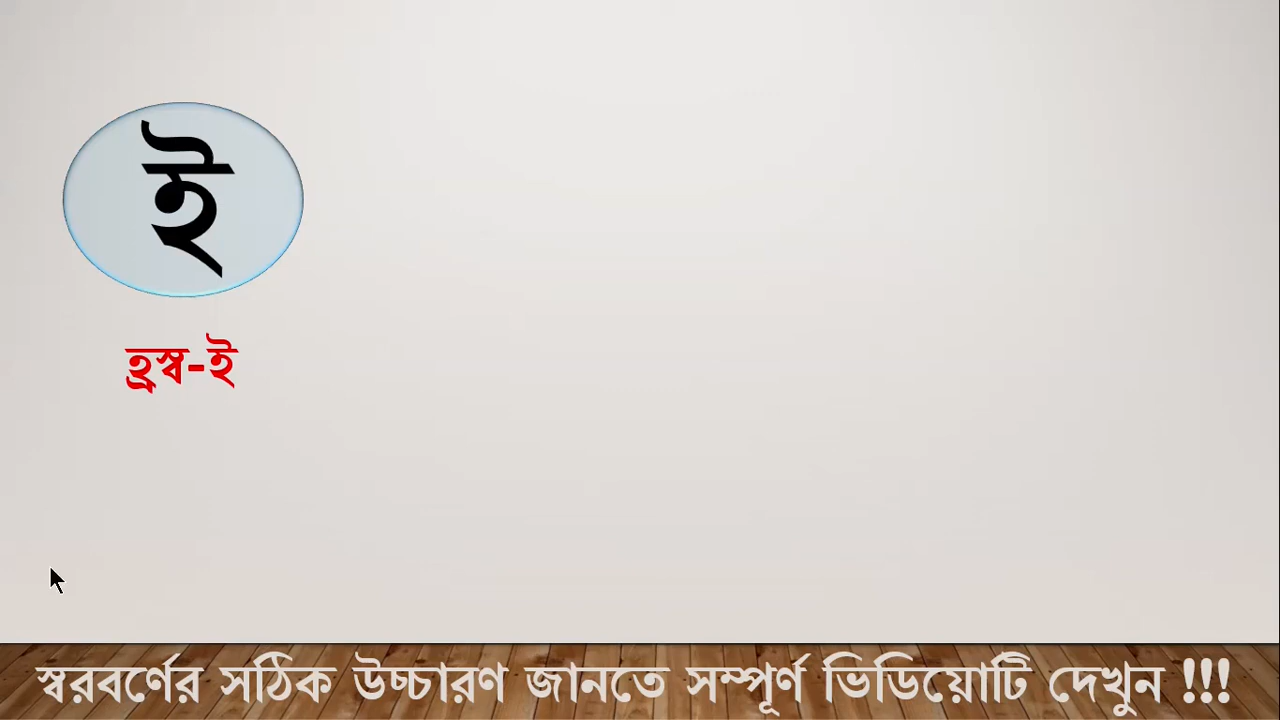 ই
হ্রস্ব-ই
স্বরবর্ণের সঠিক উচ্চারণ জানতে সম্পূর্ণ ভিডিয়োটি দেখুন !!!